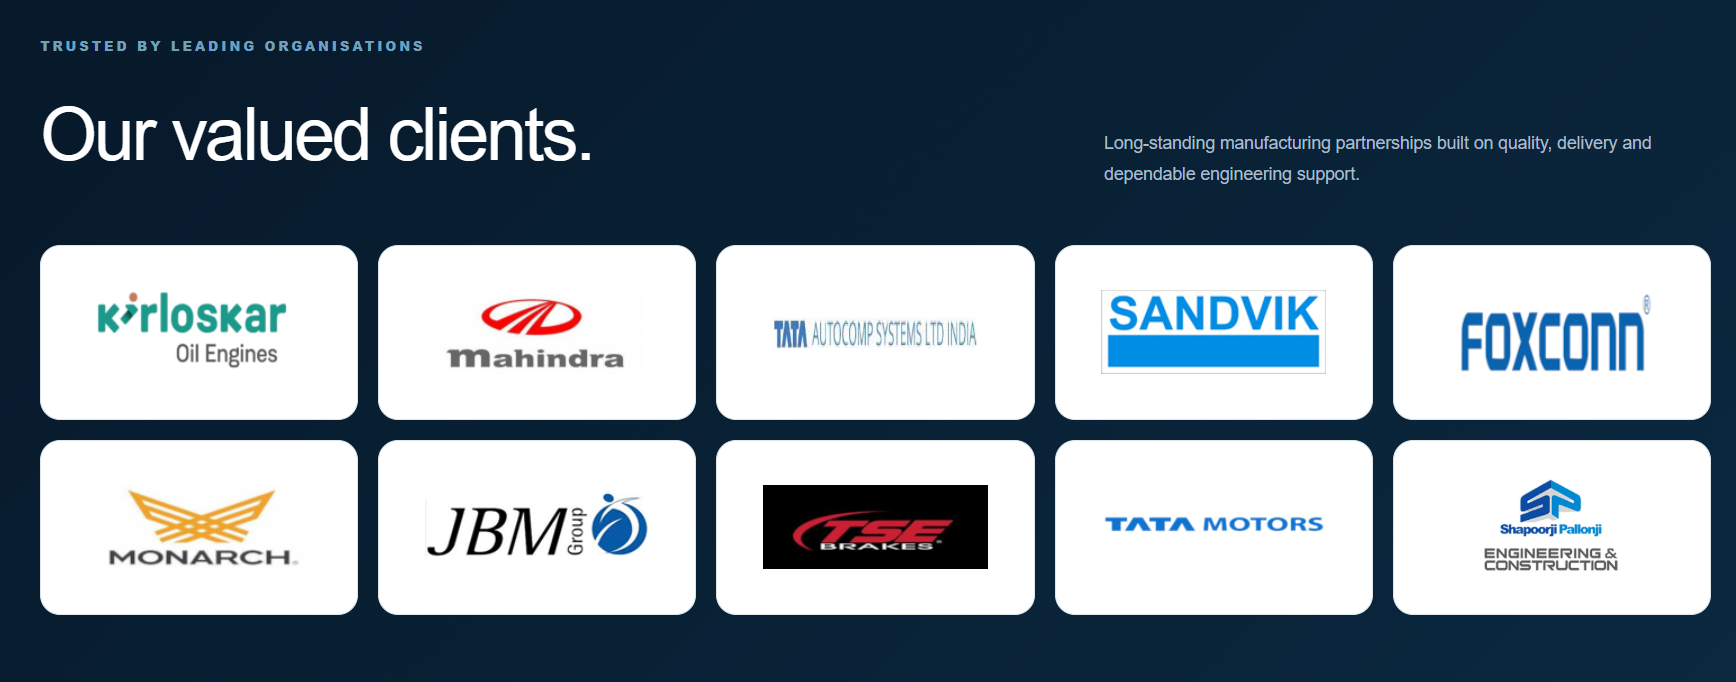 TRUSTED BY LEADING ORGANISATIONS
Our valued clients.
Long-standing manufacturing partnerships built on quality, delivery and
dependable engineering support.
Kirloskar
Oil Engines
Mahindra
TATA AUTOCOMP SYSTEMS LTD INDIA
SANDVIK
FOXCONN®
MONARCH
JBM Group
TSE
BRAKES
TATA MOTORS
SP
Shapoorji Pallonji
ENGINEERING &
CONSTRUCTION